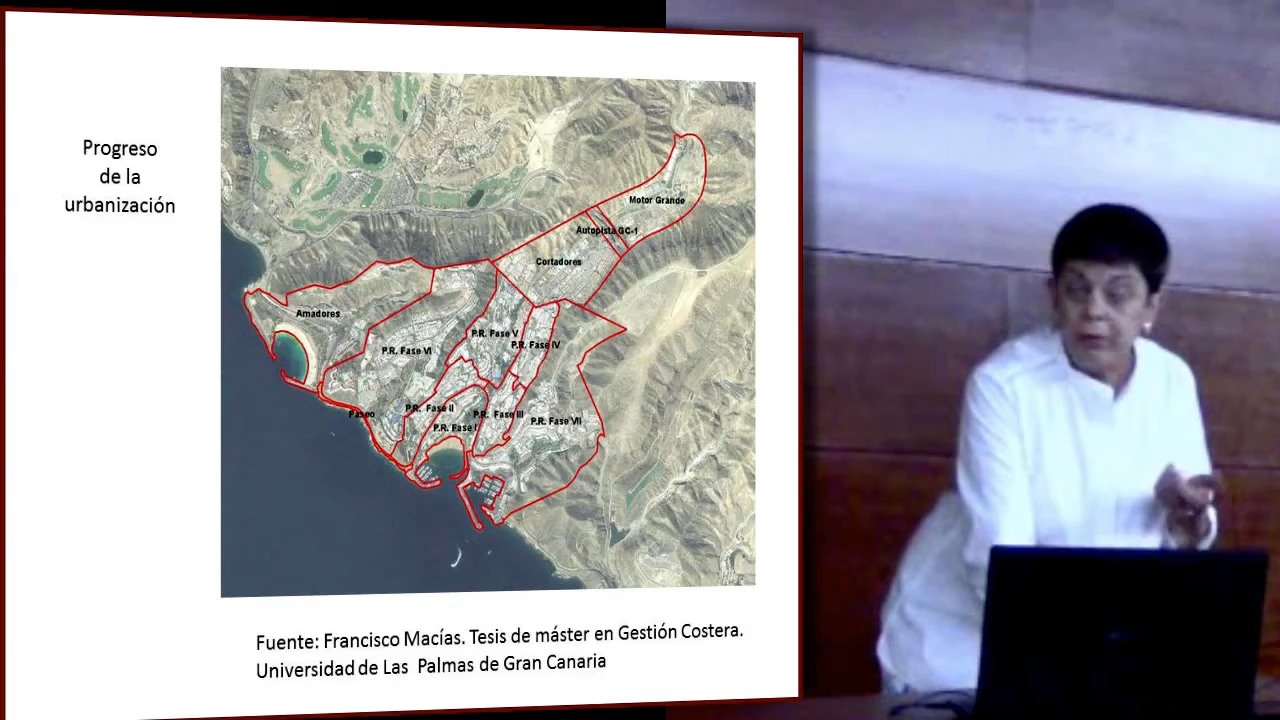 Progreso
de la
urbanización
Motor Grande
Autopista GC-1
Cortadores
Amadores
P.R. Fase V
P.R. Fase IV
P.R. Fase VI
Paseo
P.R. Fase II
P.R. Fase III
P.R. Fase I
P.R. Fase VII
Fuente: Francisco Macías. Tesis de máster en Gestión Costera.
Universidad de Las Palmas de Gran Canaria